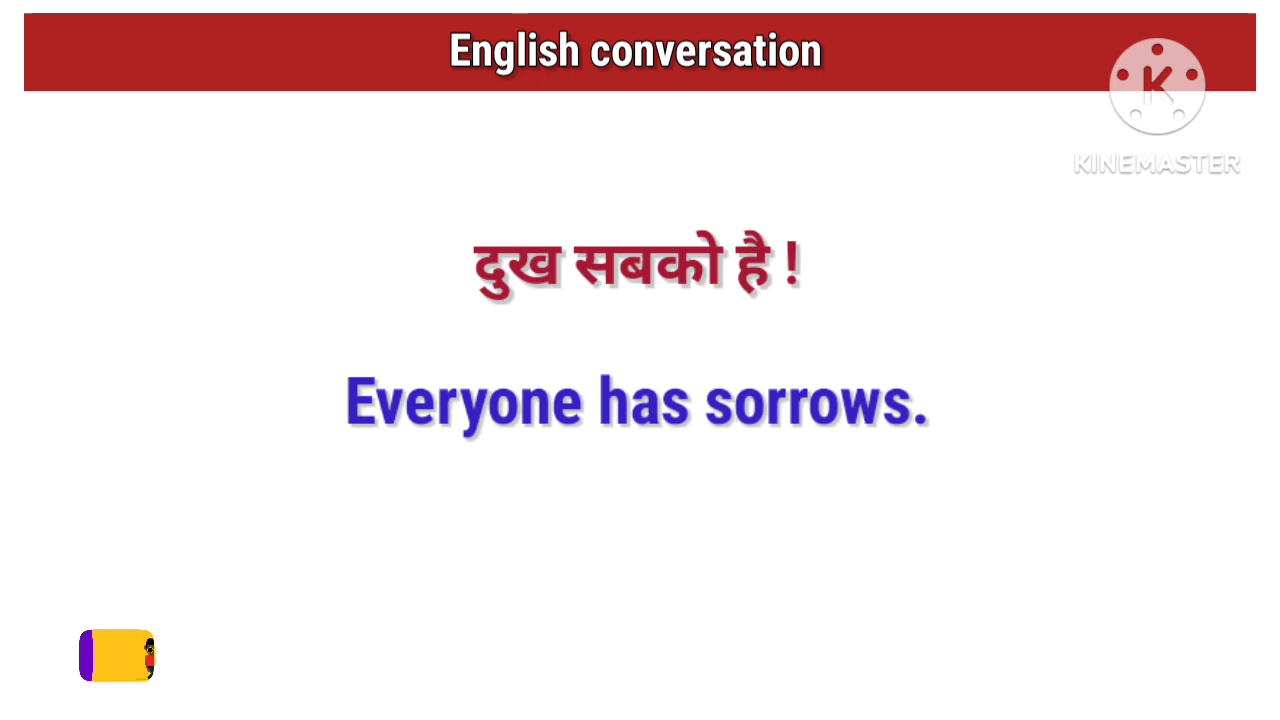 English conversation
K
KINEMASTER
दुख सबको है !
Everyone has sorrows.